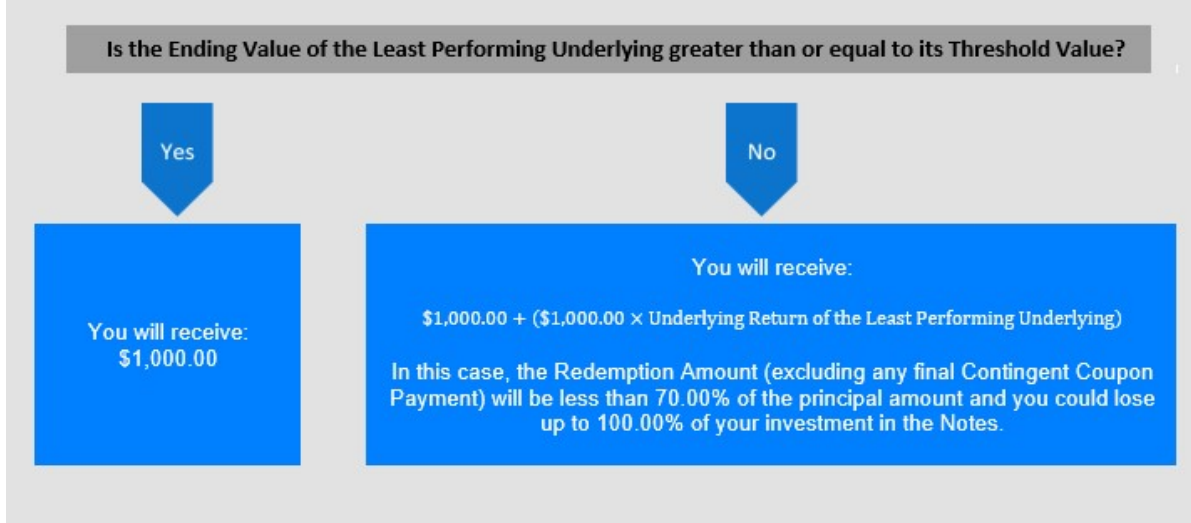 Is the Ending Value of the Least Performing Underlying greater than or equal to its Threshold Value?
Yes
No
You will receive:
$1,000.00
You will receive:
$1,000.00 + ($1,000.00 × Underlying Return of the Least Performing Underlying)
In this case, the Redemption Amount (excluding any final Contingent Coupon
Payment) will be less than 70.00% of the principal amount and you could lose
up to 100.00% of your investment in the Notes.